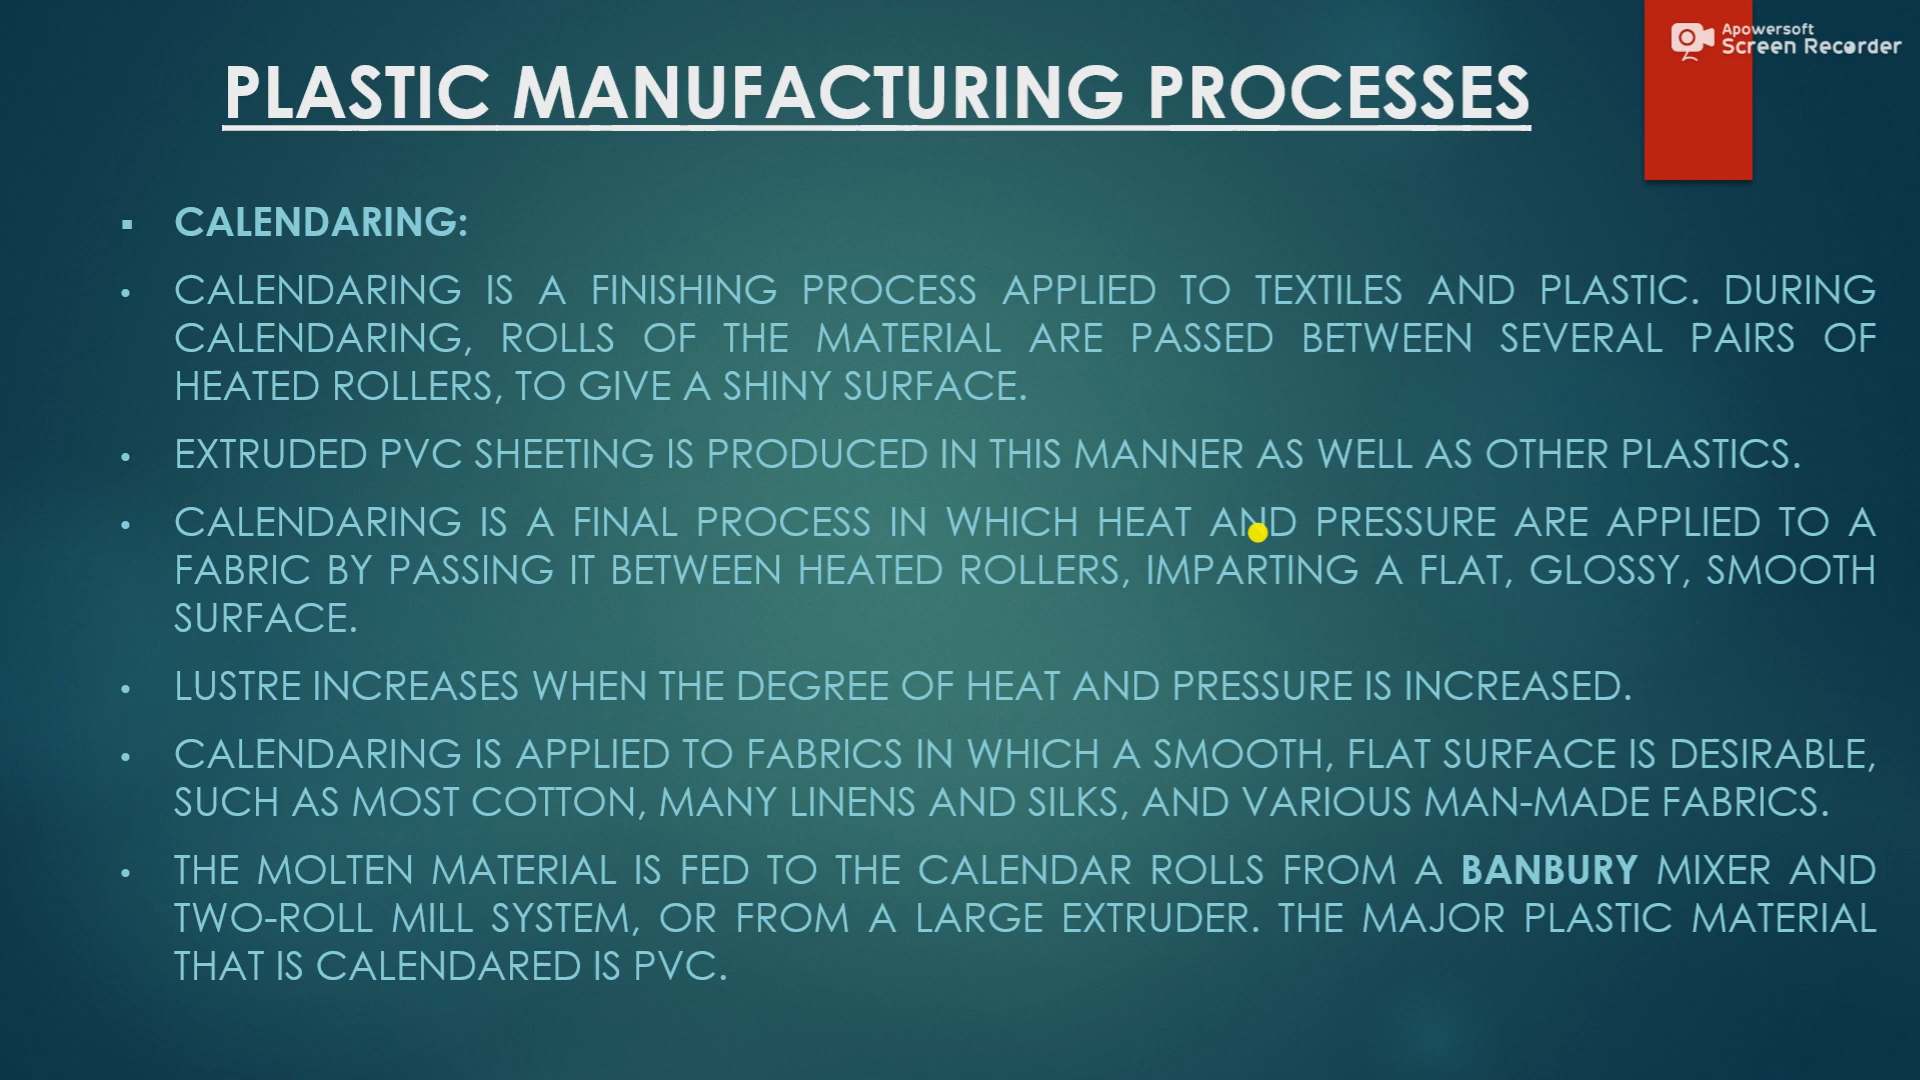 Apowersoft
Screen Recorder
PLASTIC MANUFACTURING PROCESSES
▪ CALENDARING:
• CALENDARING IS A FINISHING PROCESS APPLIED TO TEXTILES AND PLASTIC. DURING
CALENDARING, ROLLS OF THE MATERIAL ARE PASSED BETWEEN SEVERAL PAIRS OF
HEATED ROLLERS, TO GIVE A SHINY SURFACE.
• EXTRUDED PVC SHEETING IS PRODUCED IN THIS MANNER AS WELL AS OTHER PLASTICS.
• CALENDARING IS A FINAL PROCESS IN WHICH HEAT AND PRESSURE ARE APPLIED TO A
FABRIC BY PASSING IT BETWEEN HEATED ROLLERS, IMPARTING A FLAT, GLOSSY, SMOOTH
SURFACE.
• LUSTRE INCREASES WHEN THE DEGREE OF HEAT AND PRESSURE IS INCREASED.
• CALENDARING IS APPLIED TO FABRICS IN WHICH A SMOOTH, FLAT SURFACE IS DESIRABLE,
SUCH AS MOST COTTON, MANY LINENS AND SILKS, AND VARIOUS MAN-MADE FABRICS.
• THE MOLTEN MATERIAL IS FED TO THE CALENDAR ROLLS FROM A BANBURY MIXER AND
TWO-ROLL MILL SYSTEM, OR FROM A LARGE EXTRUDER. THE MAJOR PLASTIC MATERIAL
THAT IS CALENDARED IS PVC.